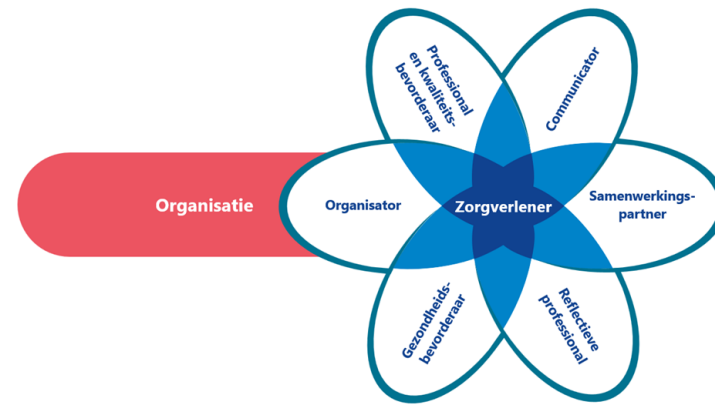 Professional
en kwaliteits-
bevorderaar
Communicator
Organisatie
Organisator
Zorgverlener
Samenwerkings-
partner
Gezondheids-
bevorderaar
Reflectieve
professional